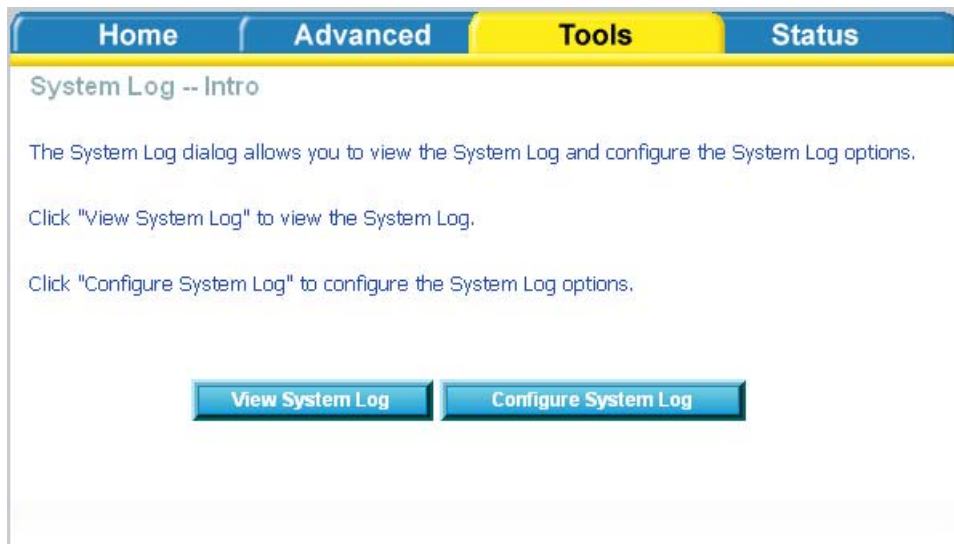 Home Advanced Tools Status
System Log -- Intro
The System Log dialog allows you to view the System Log and configure the System Log options.
Click "View System Log" to view the System Log.
Click "Configure System Log" to configure the System Log options.
View System Log Configure System Log